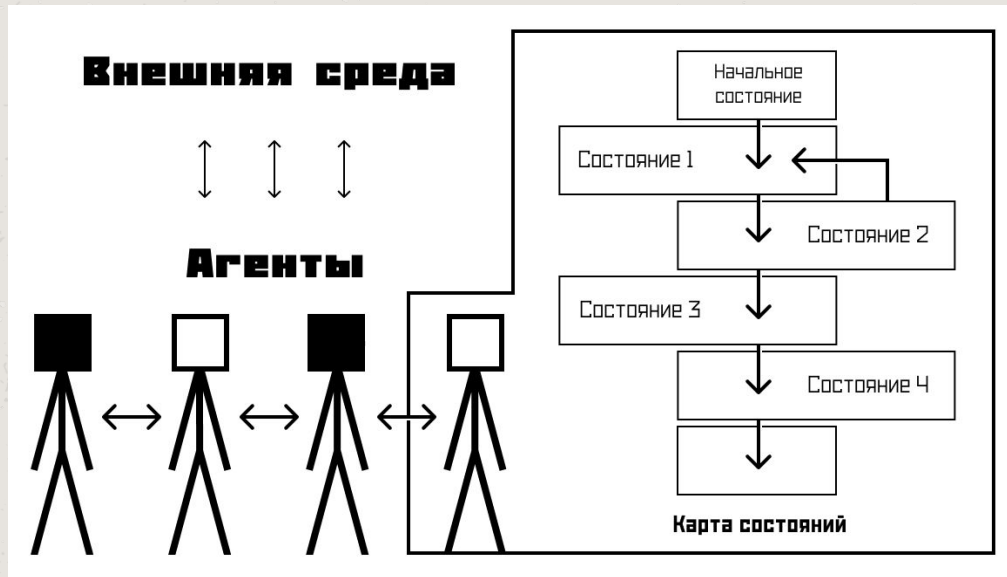 Внешняя среда
Агенты
Начальное
состояние
Состояние 1
Состояние 2
Состояние 3
Состояние 4
Карта состояний